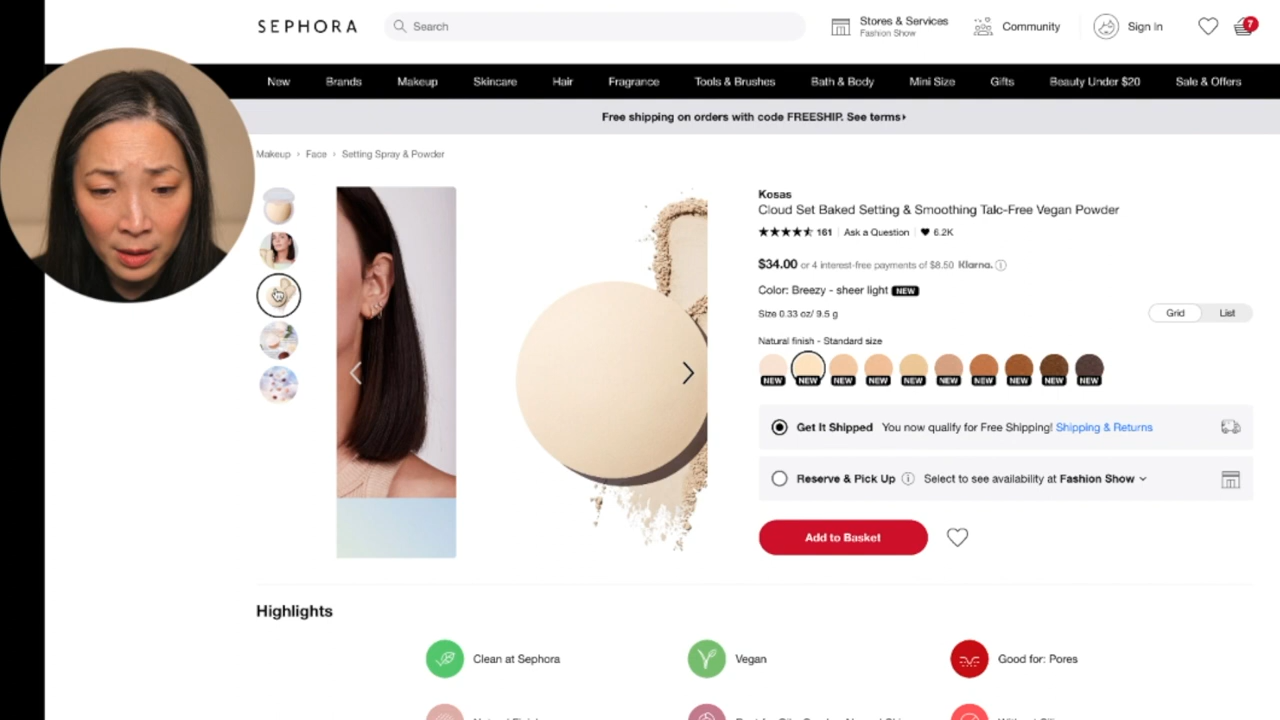 SEPHORA
Search
Stores & Services
Fashion Show
Community
Sign In
7
New
Brands
Makeup
Skincare
Hair
Fragrance
Tools & Brushes
Bath & Body
Mini Size
Gifts
Beauty Under $20
Sale & Offers
Free shipping on orders with code FREESHIP. See terms
Makeup > Face > Setting Spray & Powder
Kosas
Cloud Set Baked Setting & Smoothing Talc-Free Vegan Powder
161
Ask a Question
6.2K
$34.00 or 4 interest-free payments of $8.50 Klarna.
Color: Breezy - sheer light NEW
Size 0.33 oz/ 9.5 g
Grid
List
Natural finish - Standard size
NEW
NEW
NEW
NEW
NEW
NEW
NEW
NEW
NEW
NEW
Get It Shipped You now qualify for Free Shipping! Shipping & Returns
Reserve & Pick Up Select to see availability at Fashion Show
Add to Basket
Highlights
Clean at Sephora
Vegan
Good for: Pores